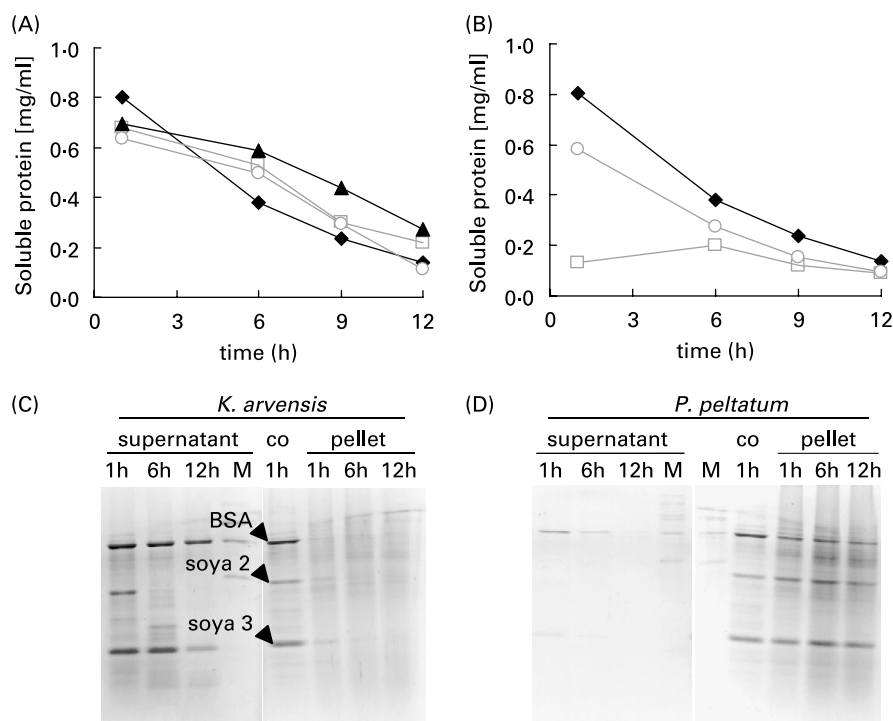 (A)
1·0
0·8
0·6
0·4
0·2
0·0
Soluble protein [mg/ml]
0 3 6 9 12
time (h)
(B)
1·0
0·8
0·6
0·4
0·2
0·0
Soluble protein [mg/ml]
0 3 6 9 12
time (h)
(C)
K. arvensis
supernatant co pellet
1h 6h 12h M 1h 1h 6h 12h
BSA
soya 2
soya 3
(D)
P. peltatum
supernatant co pellet
1h 6h 12h M M 1h 1h 6h 12h